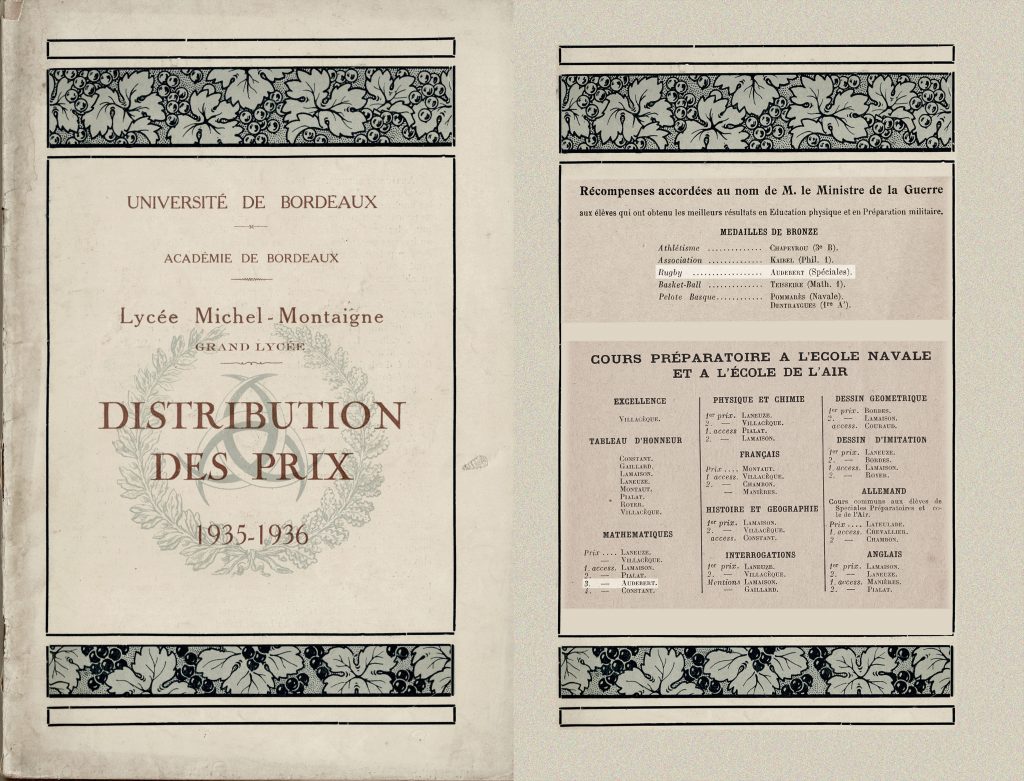 UNIVERSITÉ DE BORDEAUX
ACADÉMIE DE BORDEAUX
Lycée Michel-Montaigne
GRAND LYCÉE
DISTRIBUTION
DES PRIX
1935-1936
Récompenses accordées au nom de M. le Ministre de la Guerre
aux élèves qui ont obtenu les meilleurs résultats en Education physique et en Préparation militaire.
MEDAILLES DE BRONZE
Athlétisme .............. CHAPEYROU (3e B).
Association .............. KAIBEL (Phil. 1).
Rugby .................. AUDEBERT (Spéciales).
Basket-Ball .............. TEISSEIRE (Math. 1).
Pelote Basque............ POMMARÈS (Navale).
DENTRAYGUES (1re A').
COURS PRÉPARATOIRE A L'ECOLE NAVALE
ET A L'ÉCOLE DE L'AIR
EXCELLENCE
VILLACÈQUE.
TABLEAU D'HONNEUR
CONSTANT.
GAILLARD.
LAMAISON.
LANEUZE.
MONTAUT.
PIALAT.
ROYER.
VILLACÈQUE.
MATHEMATIQUES
Prix .... LANEUZE.
— VILLACÈQUE.
1. access. LAMAISON.
2. — PIALAT.
3. — AUDEBERT.
4. — CONSTANT.
PHYSIQUE ET CHIMIE
1er prix. LANEUZE.
2. — VILLACÈQUE.
1. access PIALAT.
2. — LAMAISON.
FRANÇAIS
Prix .... MONTAUT.
1 access. VILLACÈQUE.
2. — CHAMBON.
— MANIÈRES.
HISTOIRE ET GEOGRAPHIE
1er prix. LAMAISON.
2. — VILLACÈQUE.
access. CONSTANT.
INTERROGATIONS
1er prix. LANEUZE.
2. — VILLACÈQUE.
Mentions LAMAISON.
— GAILLARD.
DESSIN GEOMETRIQUE
1er prix. BORDES.
2. — LAMAISON.
access. COURAUD.
DESSIN D'IMITATION
1er prix. LANEUZE.
2. — BORDES.
1. access. LAMAISON.
2. — ROYER.
ALLEMAND
Cours communs aux élèves de
Spéciales Préparatoires et co-
le de l'Air.
Prix .... LATEULADE.
1. access. CHEVALLIER.
2 — CHAMBON.
ANGLAIS
1er prix. LAMAISON.
2. — LANEUZE.
1. access. MANIÈRES.
2. — PIALAT.